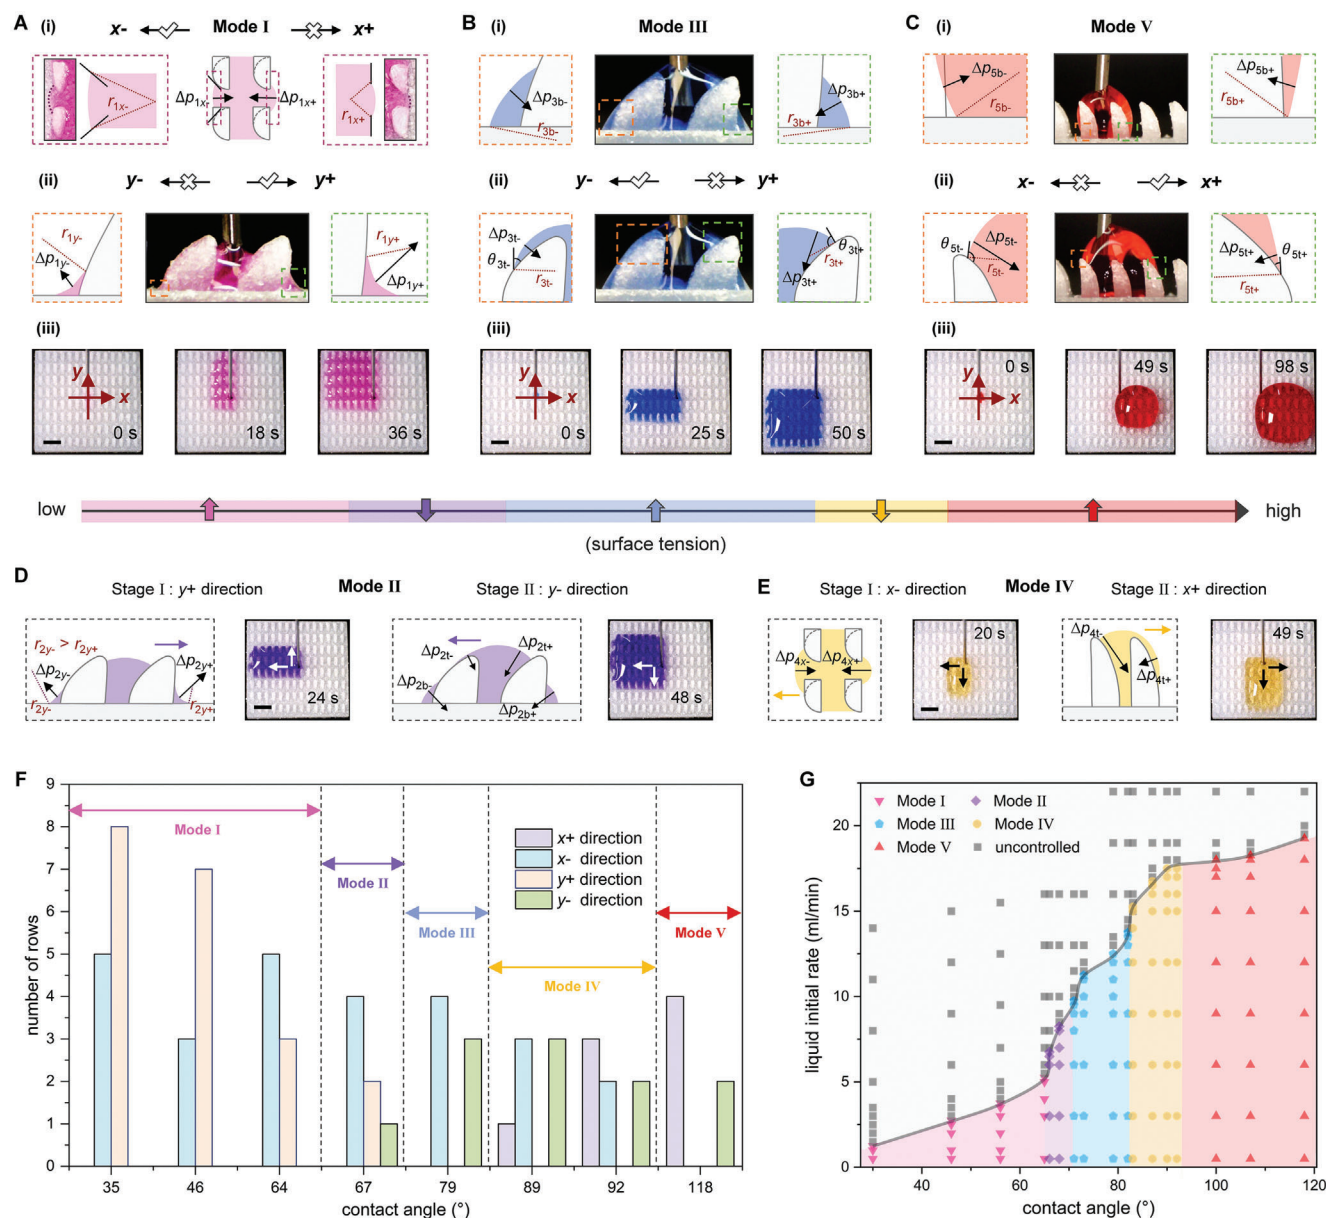 A (i) x- Mode I x+
r1x-
Δp1x-
Δp1x+
r1x+
(ii) y- y+
r1y-
Δp1y-
r1y+
Δp1y+
(iii)
y
x
0 s
18 s
36 s
B (i) Mode III
Δp3b-
r3b-
Δp3b+
r3b+
(ii) y- y+
Δp3t-
θ3t-
r3t-
θ3t+
r3t+
Δp3t+
(iii)
y
x
0 s
25 s
50 s
C (i) Mode V
Δp5b-
r5b-
Δp5b+
r5b+
(ii) x- x+
θ5t-
Δp5t-
r5t-
Δp5t+
θ5t+
r5t+
(iii)
0 s
y
x
49 s
98 s
low
high
(surface tension)
D Mode II
Stage I : y+ direction
Stage II : y- direction
r2y- > r2y+
Δp2y-
r2y-
Δp2y+
r2y+
24 s
Δp2t-
Δp2t+
Δp2b-
Δp2b+
48 s
E Mode IV
Stage I : x- direction
Stage II : x+ direction
Δp4x-
Δp4x+
20 s
Δp4t-
Δp4t+
49 s
F
number of rows
9
8
7
6
5
4
3
2
1
0
Mode I
Mode II
Mode III
Mode IV
Mode V
x+ direction
x- direction
y+ direction
y- direction
35 46 64 67 79 89 92 118
contact angle (°)
G
liquid initial rate (ml/min)
20
15
10
5
0
Mode I
Mode II
Mode III
Mode IV
Mode V
uncontrolled
40 60 80 100 120
contact angle (°)